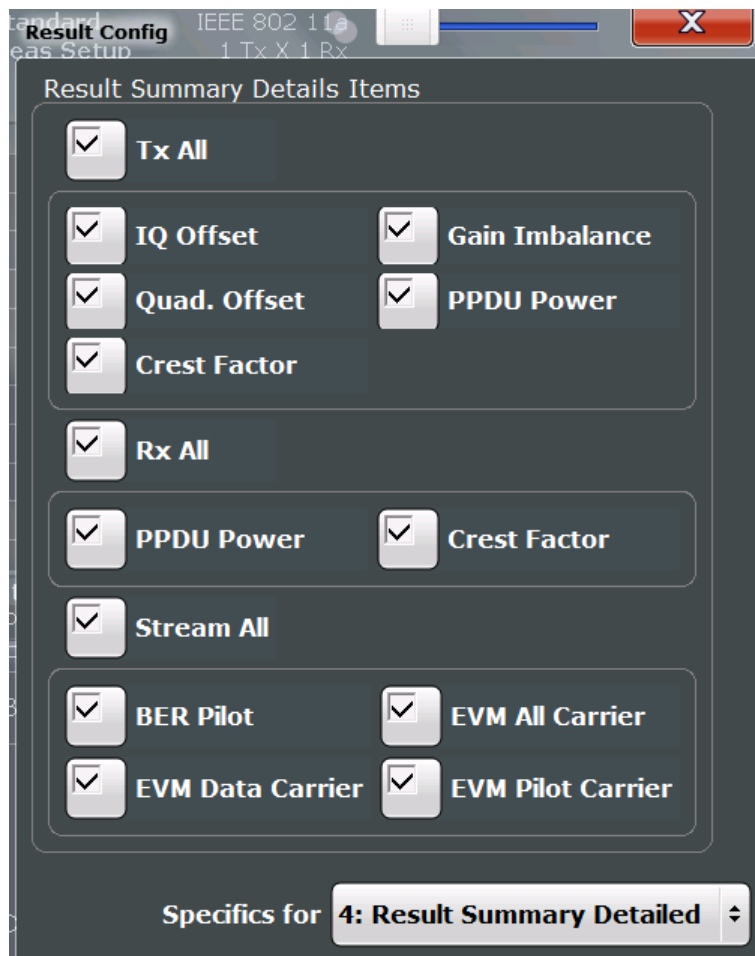 Result Config
IEEE 802 11a
eas Setup 1 Tx X 1 Rx
Result Summary Details Items
Tx All
IQ Offset Gain Imbalance
Quad. Offset PPDU Power
Crest Factor
Rx All
PPDU Power Crest Factor
Stream All
BER Pilot EVM All Carrier
EVM Data Carrier EVM Pilot Carrier
Specifics for 4: Result Summary Detailed